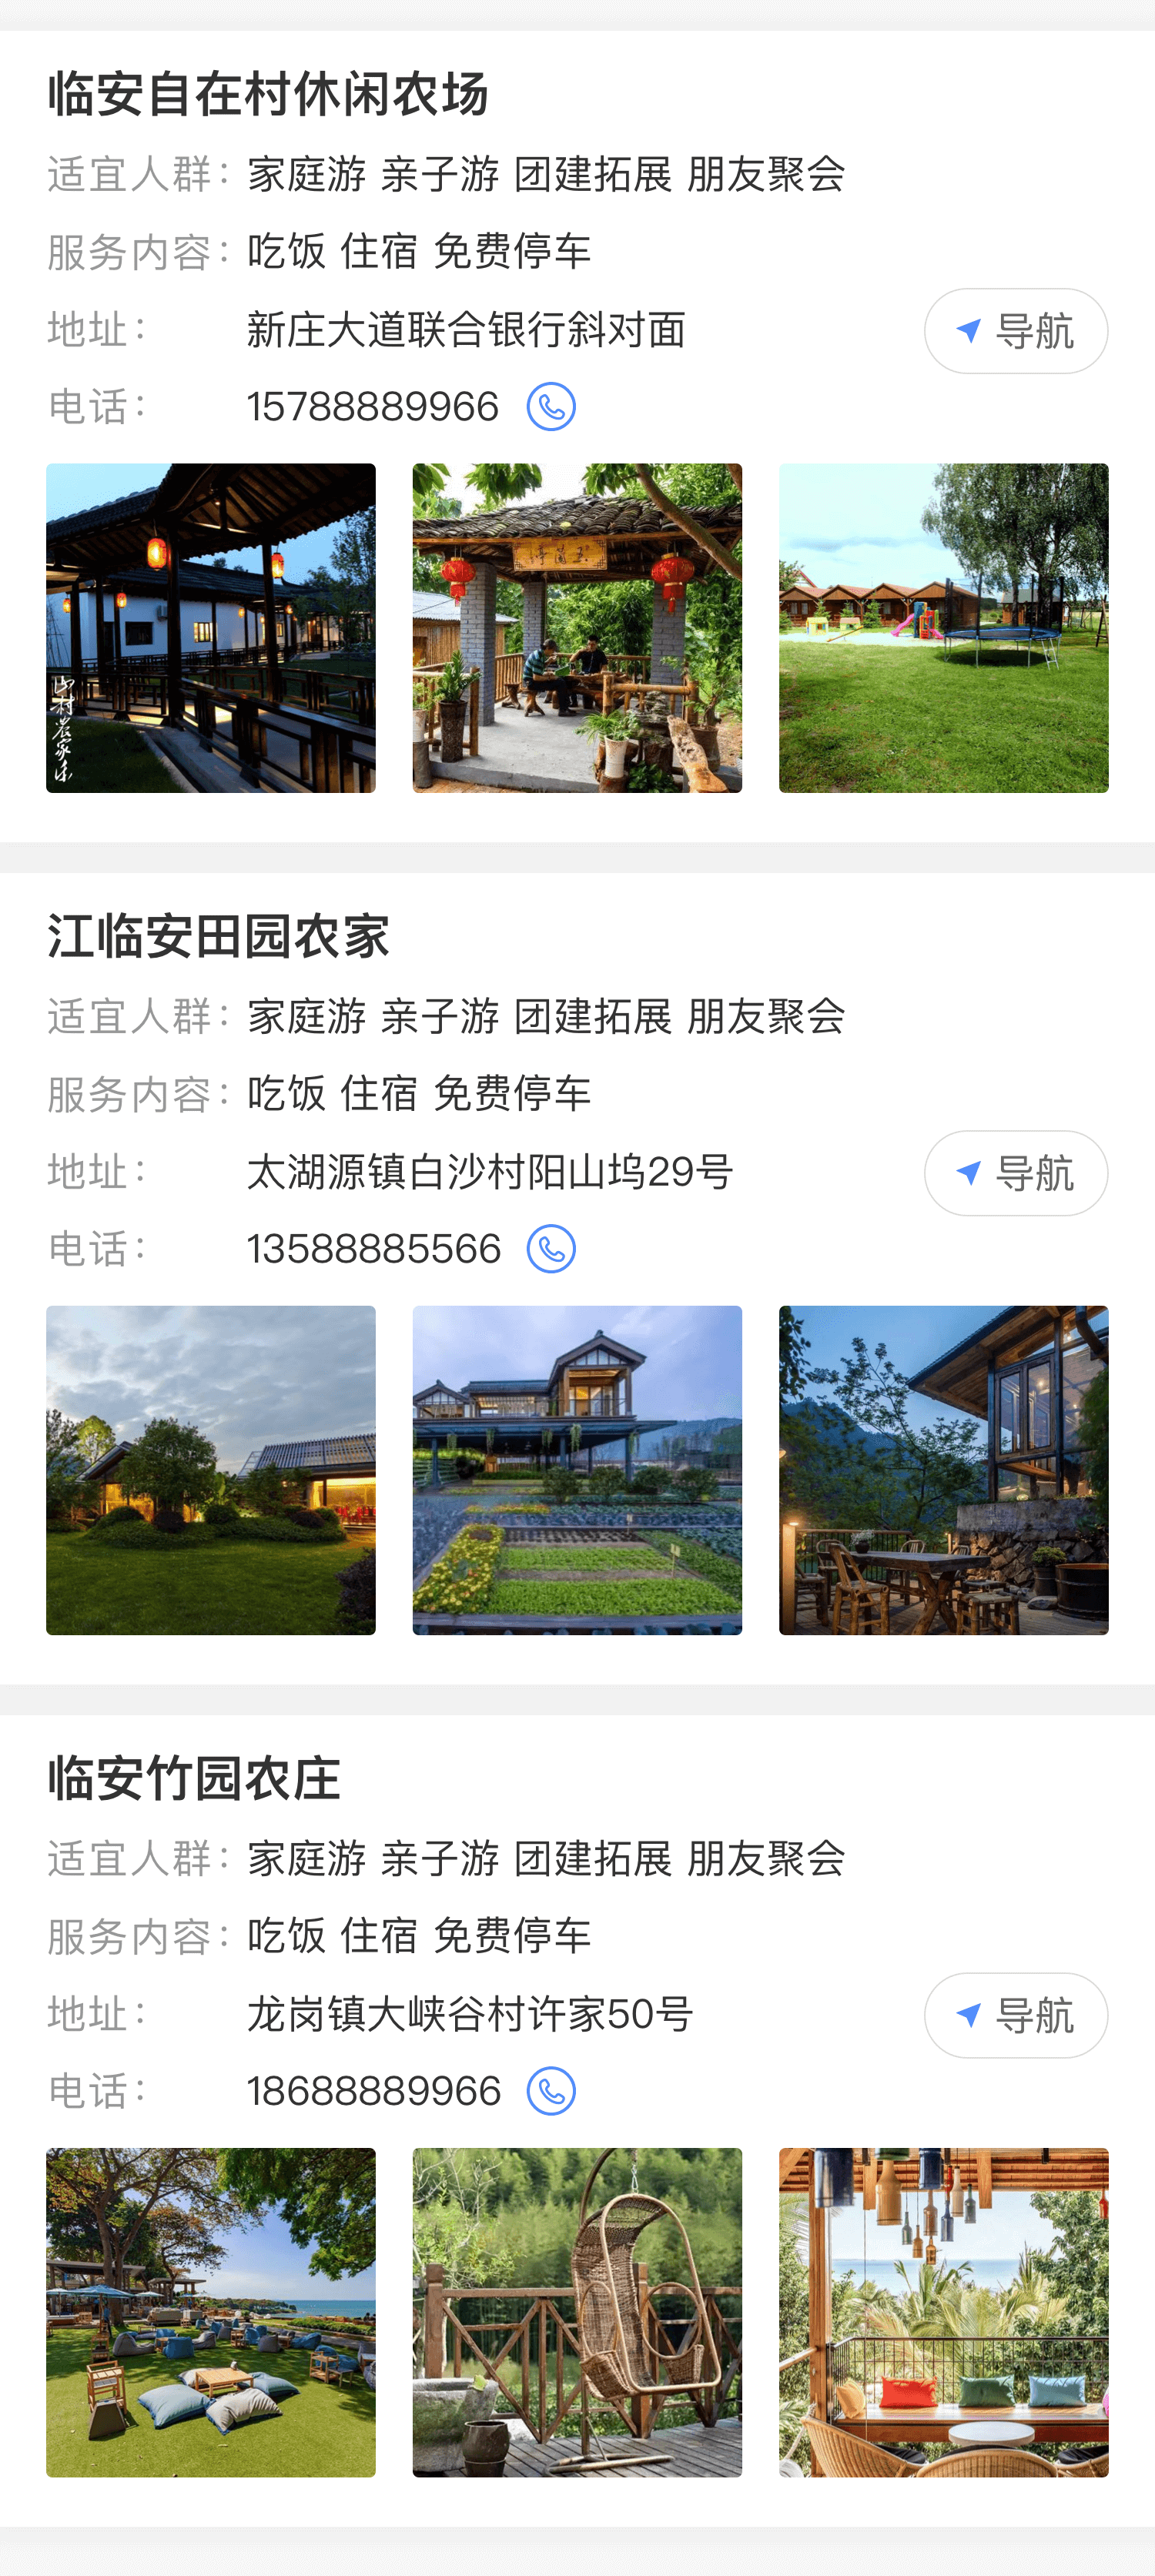 临安自在村休闲农场
适宜人群：家庭游 亲子游 团建拓展 朋友聚会
服务内容：吃饭 住宿 免费停车
地址：新庄大道联合银行斜对面
导航
电话：15788889966
山村农家乐
江临安田园农家
适宜人群：家庭游 亲子游 团建拓展 朋友聚会
服务内容：吃饭 住宿 免费停车
地址：太湖源镇白沙村阳山坞29号
导航
电话：13588885566
临安竹园农庄
适宜人群：家庭游 亲子游 团建拓展 朋友聚会
服务内容：吃饭 住宿 免费停车
地址：龙岗镇大峡谷村许家50号
导航
电话：18688889966